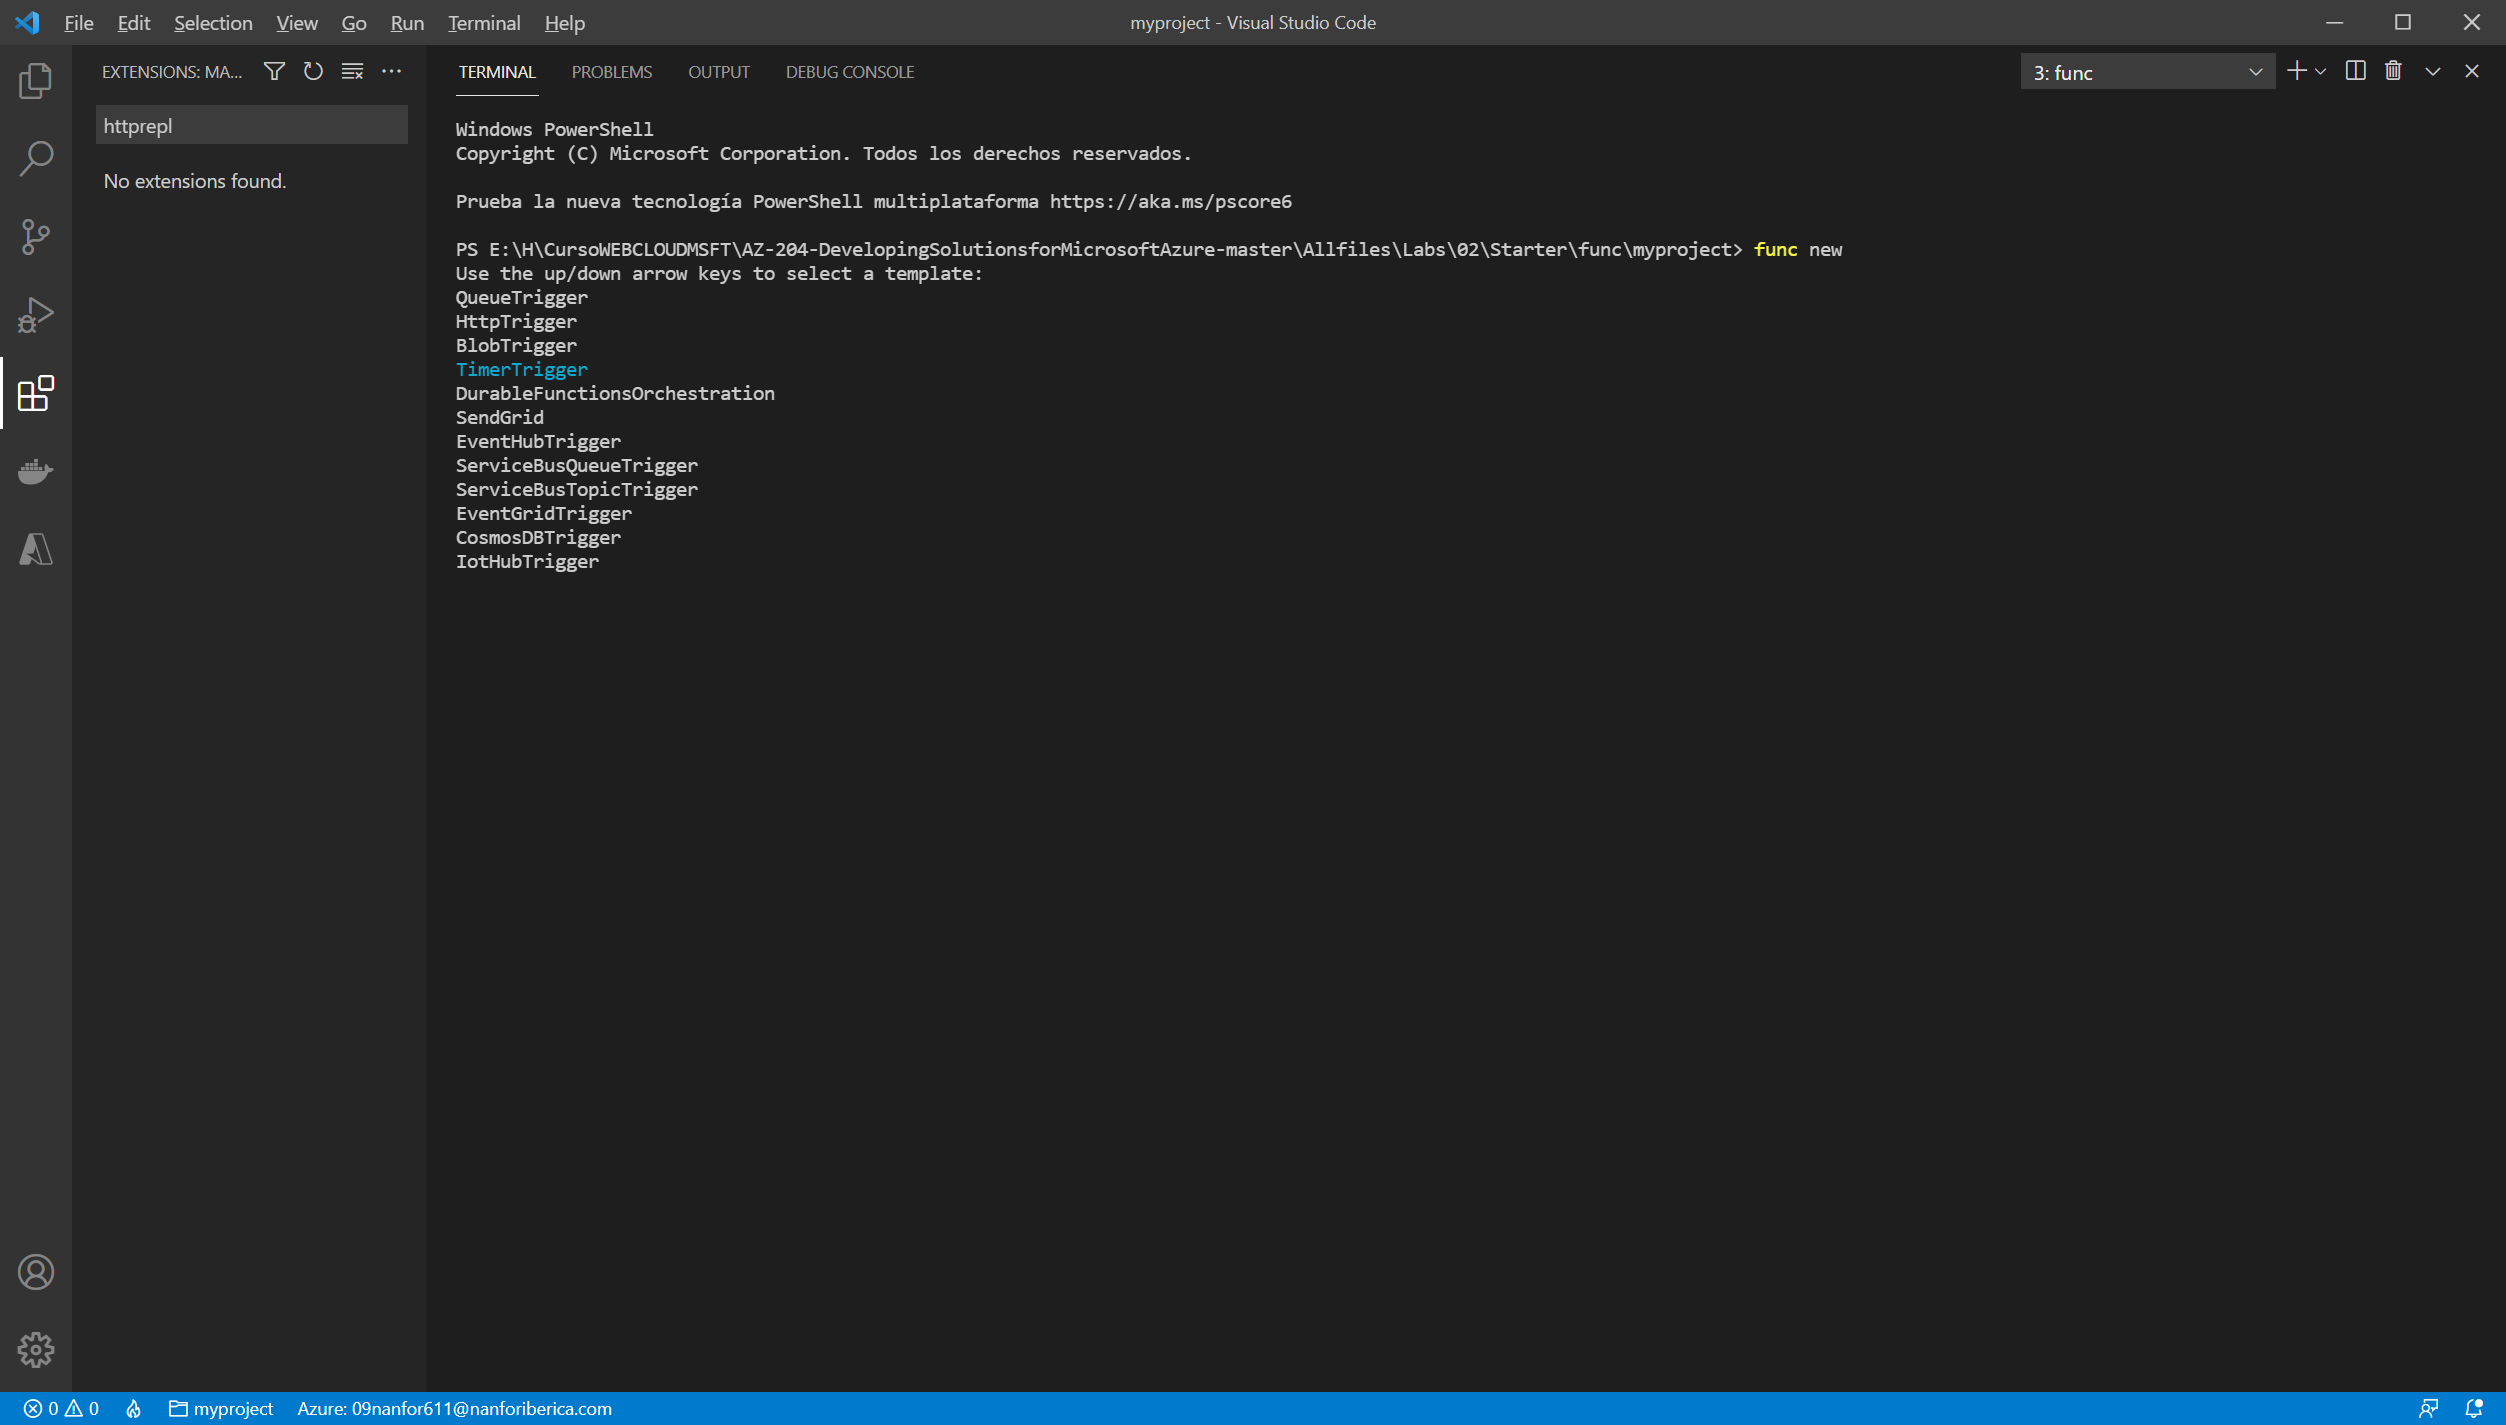 File Edit Selection View Go Run Terminal Help
myproject - Visual Studio Code
EXTENSIONS: MA...
httprepl
No extensions found.
TERMINAL PROBLEMS OUTPUT DEBUG CONSOLE
3: func
Windows PowerShell
Copyright (C) Microsoft Corporation. Todos los derechos reservados.
Prueba la nueva tecnología PowerShell multiplataforma https://aka.ms/pscore6
PS E:\H\CursoWEBCLOUDMSFT\AZ-204-DevelopingSolutionsforMicrosoftAzure-master\Allfiles\Labs\02\Starter\func\myproject> func new
Use the up/down arrow keys to select a template:
QueueTrigger
HttpTrigger
BlobTrigger
TimerTrigger
DurableFunctionsOrchestration
SendGrid
EventHubTrigger
ServiceBusQueueTrigger
ServiceBusTopicTrigger
EventGridTrigger
CosmosDBTrigger
IotHubTrigger
0 0 myproject Azure: 09nanfor611@nanforiberica.com